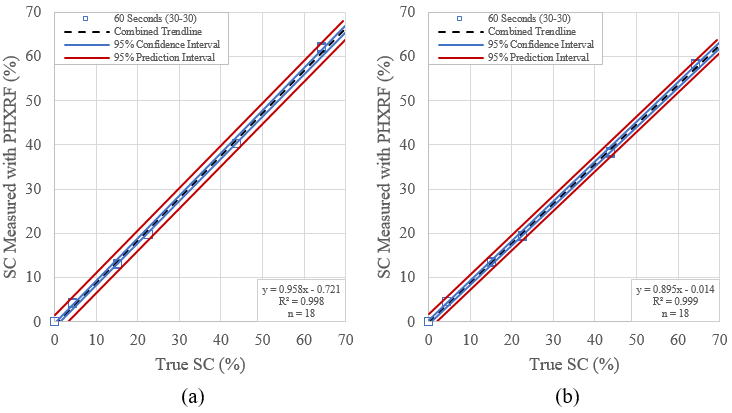 60 Seconds (30-30)
Combined Trendline
95% Confidence Interval
95% Prediction Interval
SC Measured with PHXRF (%)
70
60
50
40
30
20
10
0
y = 0.958x - 0.721
R² = 0.998
n = 18
0 10 20 30 40 50 60 70
True SC (%)
(a)
60 Seconds (30-30)
Combined Trendline
95% Confidence Interval
95% Prediction Interval
SC Measured with PHXRF (%)
70
60
50
40
30
20
10
0
y = 0.895x - 0.014
R² = 0.999
n = 18
0 10 20 30 40 50 60 70
True SC (%)
(b)